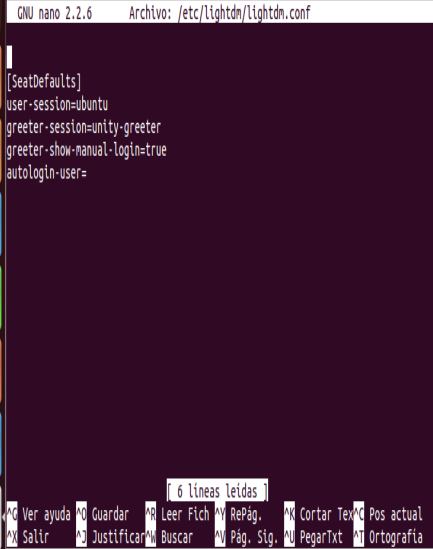 GNU nano 2.2.6 Archivo: /etc/lightdm/lightdm.conf
[SeatDefaults]
user-session=ubuntu
greeter-session=unity-greeter
greeter-show-manual-login=true
autologin-user=
[ 6 líneas leídas ]
^G Ver ayuda ^O Guardar ^R Leer Fich ^Y RePág. ^K Cortar Tex ^C Pos actual
^X Salir ^J Justificar ^W Buscar ^V Pág. Sig. ^U PegarTxt ^T Ortografía